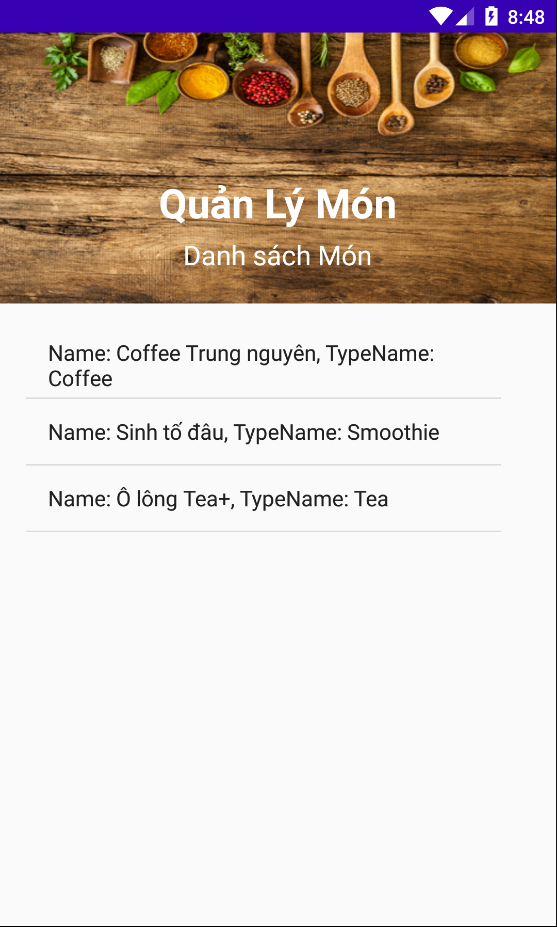 8:48
Quản Lý Món
Danh sách Món
Name: Coffee Trung nguyên, TypeName:
Coffee
Name: Sinh tố đâu, TypeName: Smoothie
Name: Ô lông Tea+, TypeName: Tea